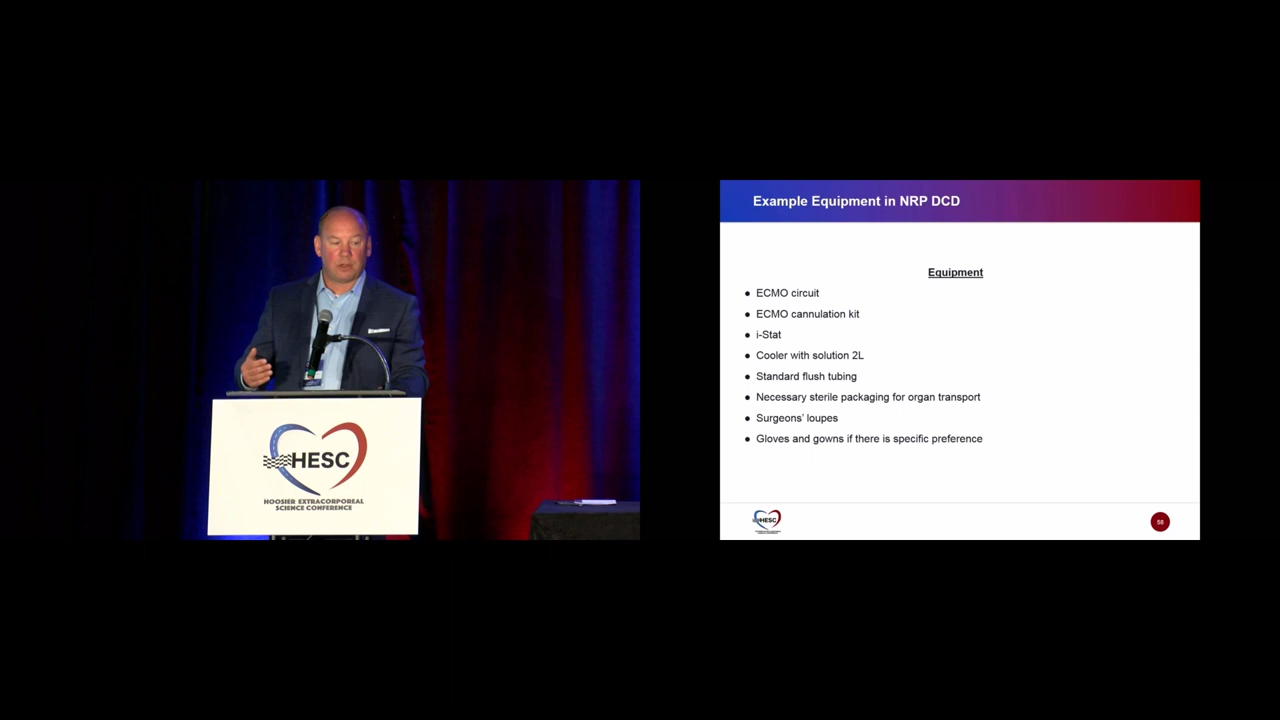 HESC
HOOSIER EXTRACORPOREAL
SCIENCE CONFERENCE
Example Equipment in NRP DCD
Equipment
● ECMO circuit
● ECMO cannulation kit
● i-Stat
● Cooler with solution 2L
● Standard flush tubing
● Necessary sterile packaging for organ transport
● Surgeons’ loupes
● Gloves and gowns if there is specific preference
HESC
58